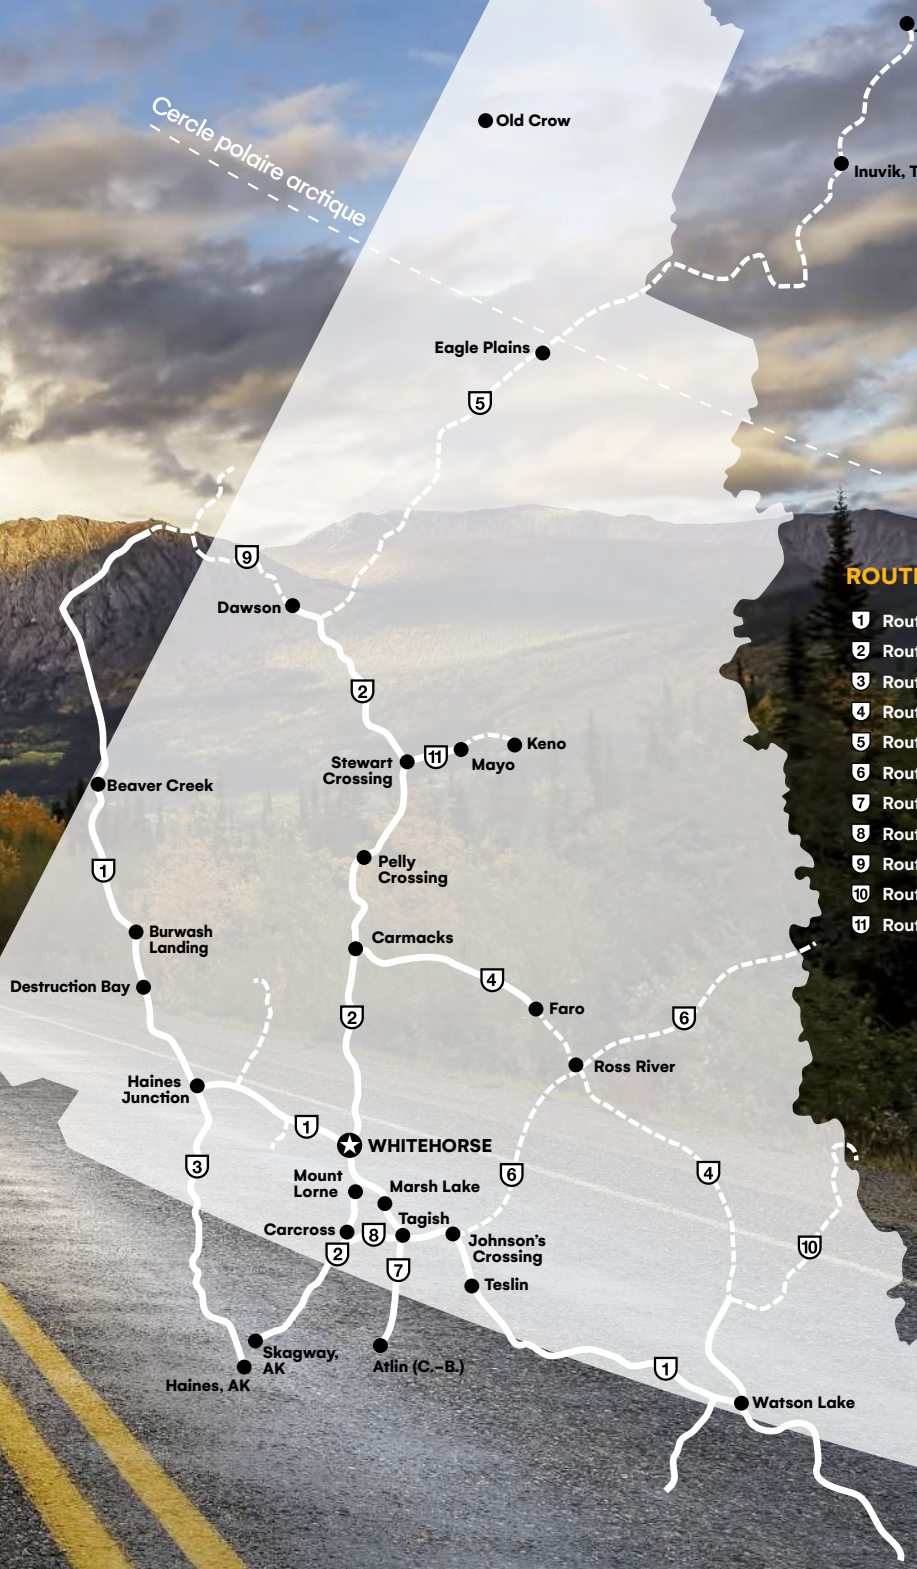 Cercle polaire arctique
Old Crow
Inuvik, T
Eagle Plains
5
9
Dawson
2
Stewart
Crossing
11
Mayo
Keno
Beaver Creek
1
Pelly
Crossing
Burwash
Landing
Carmacks
Destruction Bay
4
Faro
2
6
Ross River
Haines
Junction
1
WHITEHORSE
3
Mount
Lorne
Marsh Lake
6
4
Carcross
8
Tagish
Johnson's
Crossing
2
7
10
Teslin
Skagway,
AK
Haines, AK
Atlin (C.-B.)
1
Watson Lake
ROUT
1 Rout
2 Rout
3 Rout
4 Rout
5 Rout
6 Rout
7 Rout
8 Rout
9 Rout
10 Rout
11 Rout